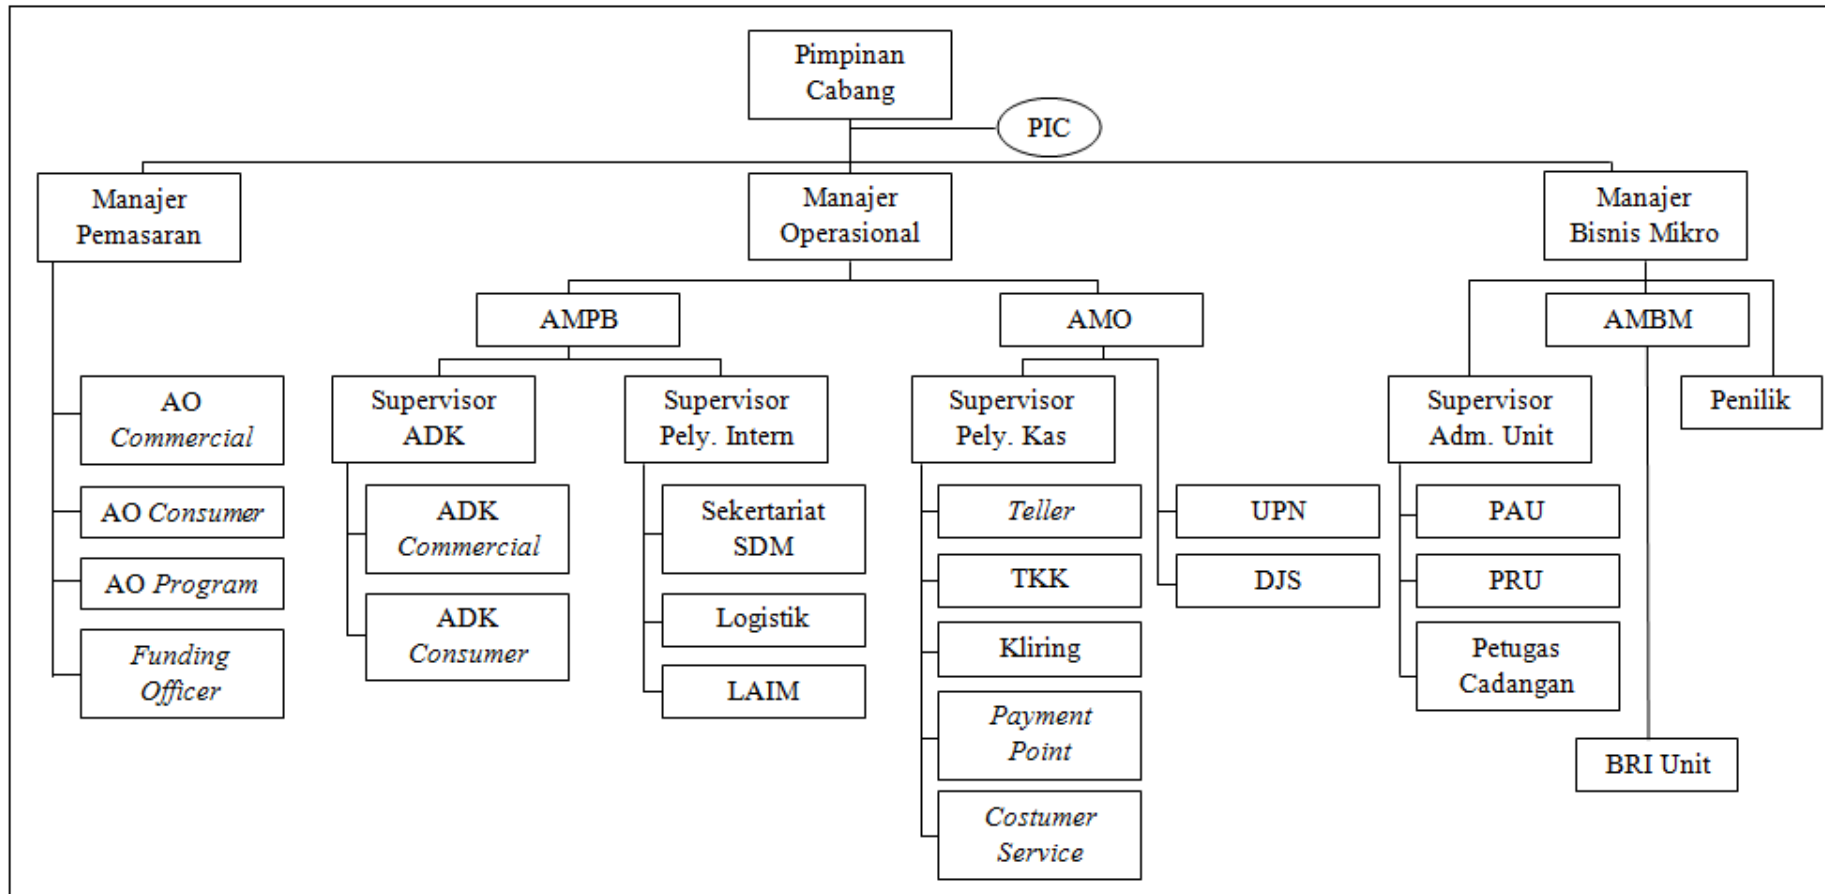 Pimpinan
Cabang
PIC
Manajer
Pemasaran
Manajer
Operasional
Manajer
Bisnis Mikro
AMPB
AMO
AMBM
AO
Commercial
Supervisor
ADK
Supervisor
Pely. Intern
Supervisor
Pely. Kas
Supervisor
Adm. Unit
Penilik
AO Consumer
AO Program
Funding
Officer
ADK
Commercial
ADK
Consumer
Sekertariat
SDM
Logistik
LAIM
Teller
TKK
Kliring
Payment
Point
Costumer
Service
UPN
DJS
PAU
PRU
Petugas
Cadangan
BRI Unit